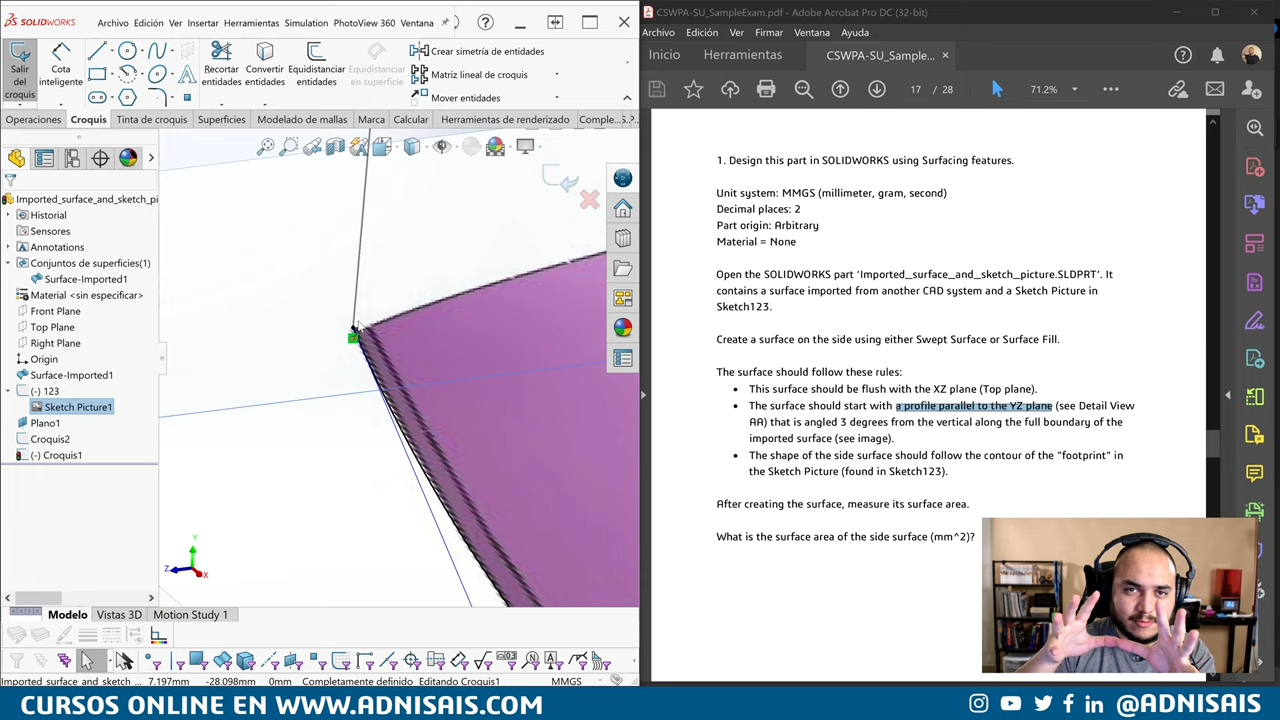 SOLIDWORKS
Archivo Edición Ver Insertar Herramientas Simulation PhotoView 360 Ventana
Salir del croquis
Cota inteligente
Recortar entidades
Convertir entidades
Equidistanciar entidades
Equidistanciar en superficie
Crear simetría de entidades
Matriz lineal de croquis
Mover entidades
Operaciones Croquis Tinta de croquis Superficies Modelado de mallas Marca Calcular Herramientas de renderizado Comple...
Imported_surface_and_sketch_pi
Historial
Sensores
Annotations
Conjuntos de superficies(1)
Surface-Imported1
Material <sin especificar>
Front Plane
Top Plane
Right Plane
Origin
Surface-Imported1
(-) 123
Sketch Picture1
Plano1
Croquis2
(-) Croquis1
Y
Z
X
Modelo Vistas 3D Motion Study 1
Imported surface and sketch ... 7.197mm -28.098mm 0mm Completamente definido Editando Croquis1 MMGS
CSWPA-SU_SampleExam.pdf - Adobe Acrobat Pro DC (32-bit)
Archivo Edición Ver Firmar Ventana Ayuda
Inicio Herramientas CSWPA-SU_Sample... ×
17 / 28 71.2%
1. Design this part in SOLIDWORKS using Surfacing features.
Unit system: MMGS (millimeter, gram, second)
Decimal places: 2
Part origin: Arbitrary
Material = None
Open the SOLIDWORKS part 'Imported_surface_and_sketch_picture.SLDPRT'. It
contains a surface imported from another CAD system and a Sketch Picture in
Sketch123.
Create a surface on the side using either Swept Surface or Surface Fill.
The surface should follow these rules:
• This surface should be flush with the XZ plane (Top plane).
• The surface should start with a profile parallel to the YZ plane (see Detail View
AA) that is angled 3 degrees from the vertical along the full boundary of the
imported surface (see image).
• The shape of the side surface should follow the contour of the "footprint" in
the Sketch Picture (found in Sketch123).
After creating the surface, measure its surface area.
What is the surface area of the side surface (mm^2)?
CURSOS ONLINE EN WWW.ADNISAIS.COM
@ADNISAIS